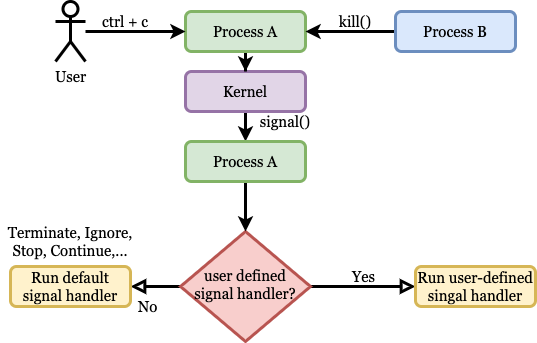 ctrl + c
Process A
kill()
Process B
User
Kernel
signal()
Process A
Terminate, Ignore,
Stop, Continue,...
Run default
signal handler
No
user defined
signal handler?
Yes
Run user-defined
singal handler